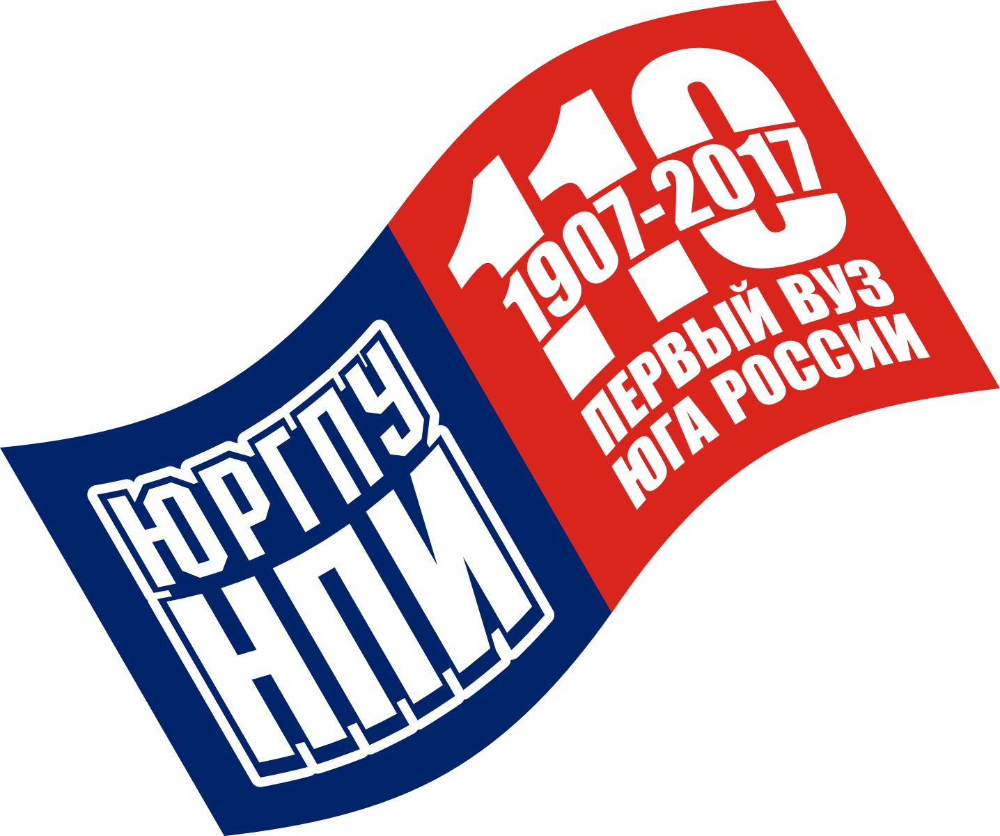 ЮРГПУ
НПИ
110
1907-2017
ПЕРВЫЙ ВУЗ
ЮГА РОССИИ